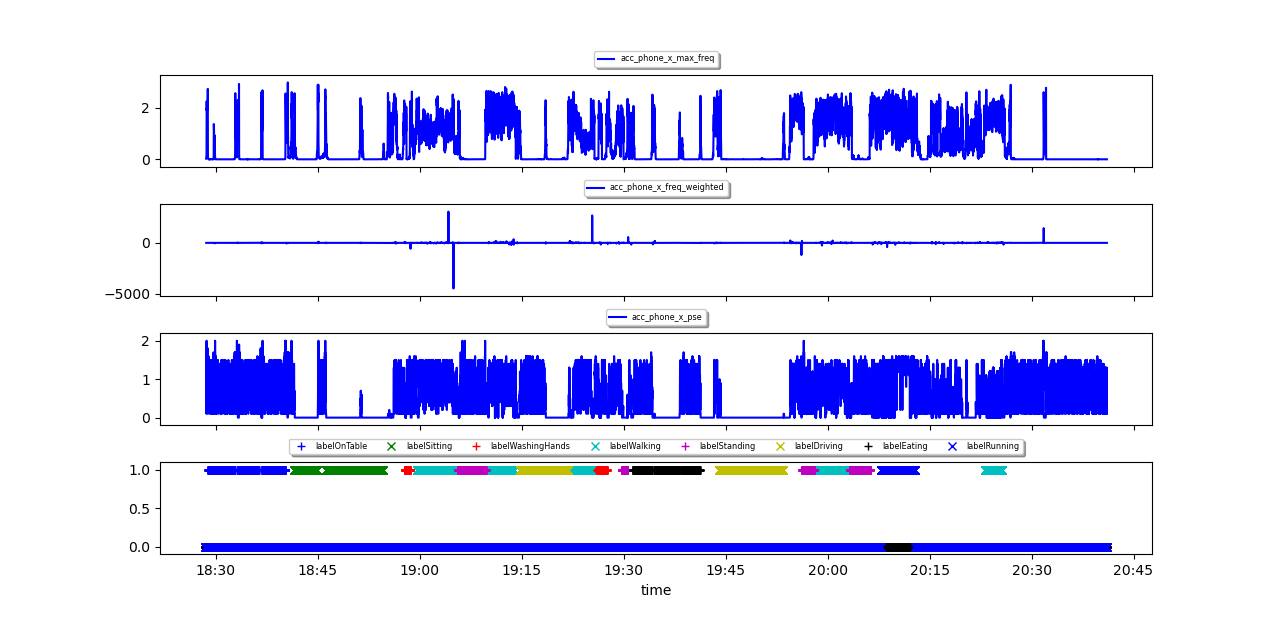 acc_phone_x_max_freq
2
0
acc_phone_x_freq_weighted
0
−5000
acc_phone_x_pse
2
1
0
labelOnTable labelSitting labelWashingHands labelWalking labelStanding labelDriving labelEating labelRunning
1.0
0.5
0.0
18:30 18:45 19:00 19:15 19:30 19:45 20:00 20:15 20:30 20:45
time